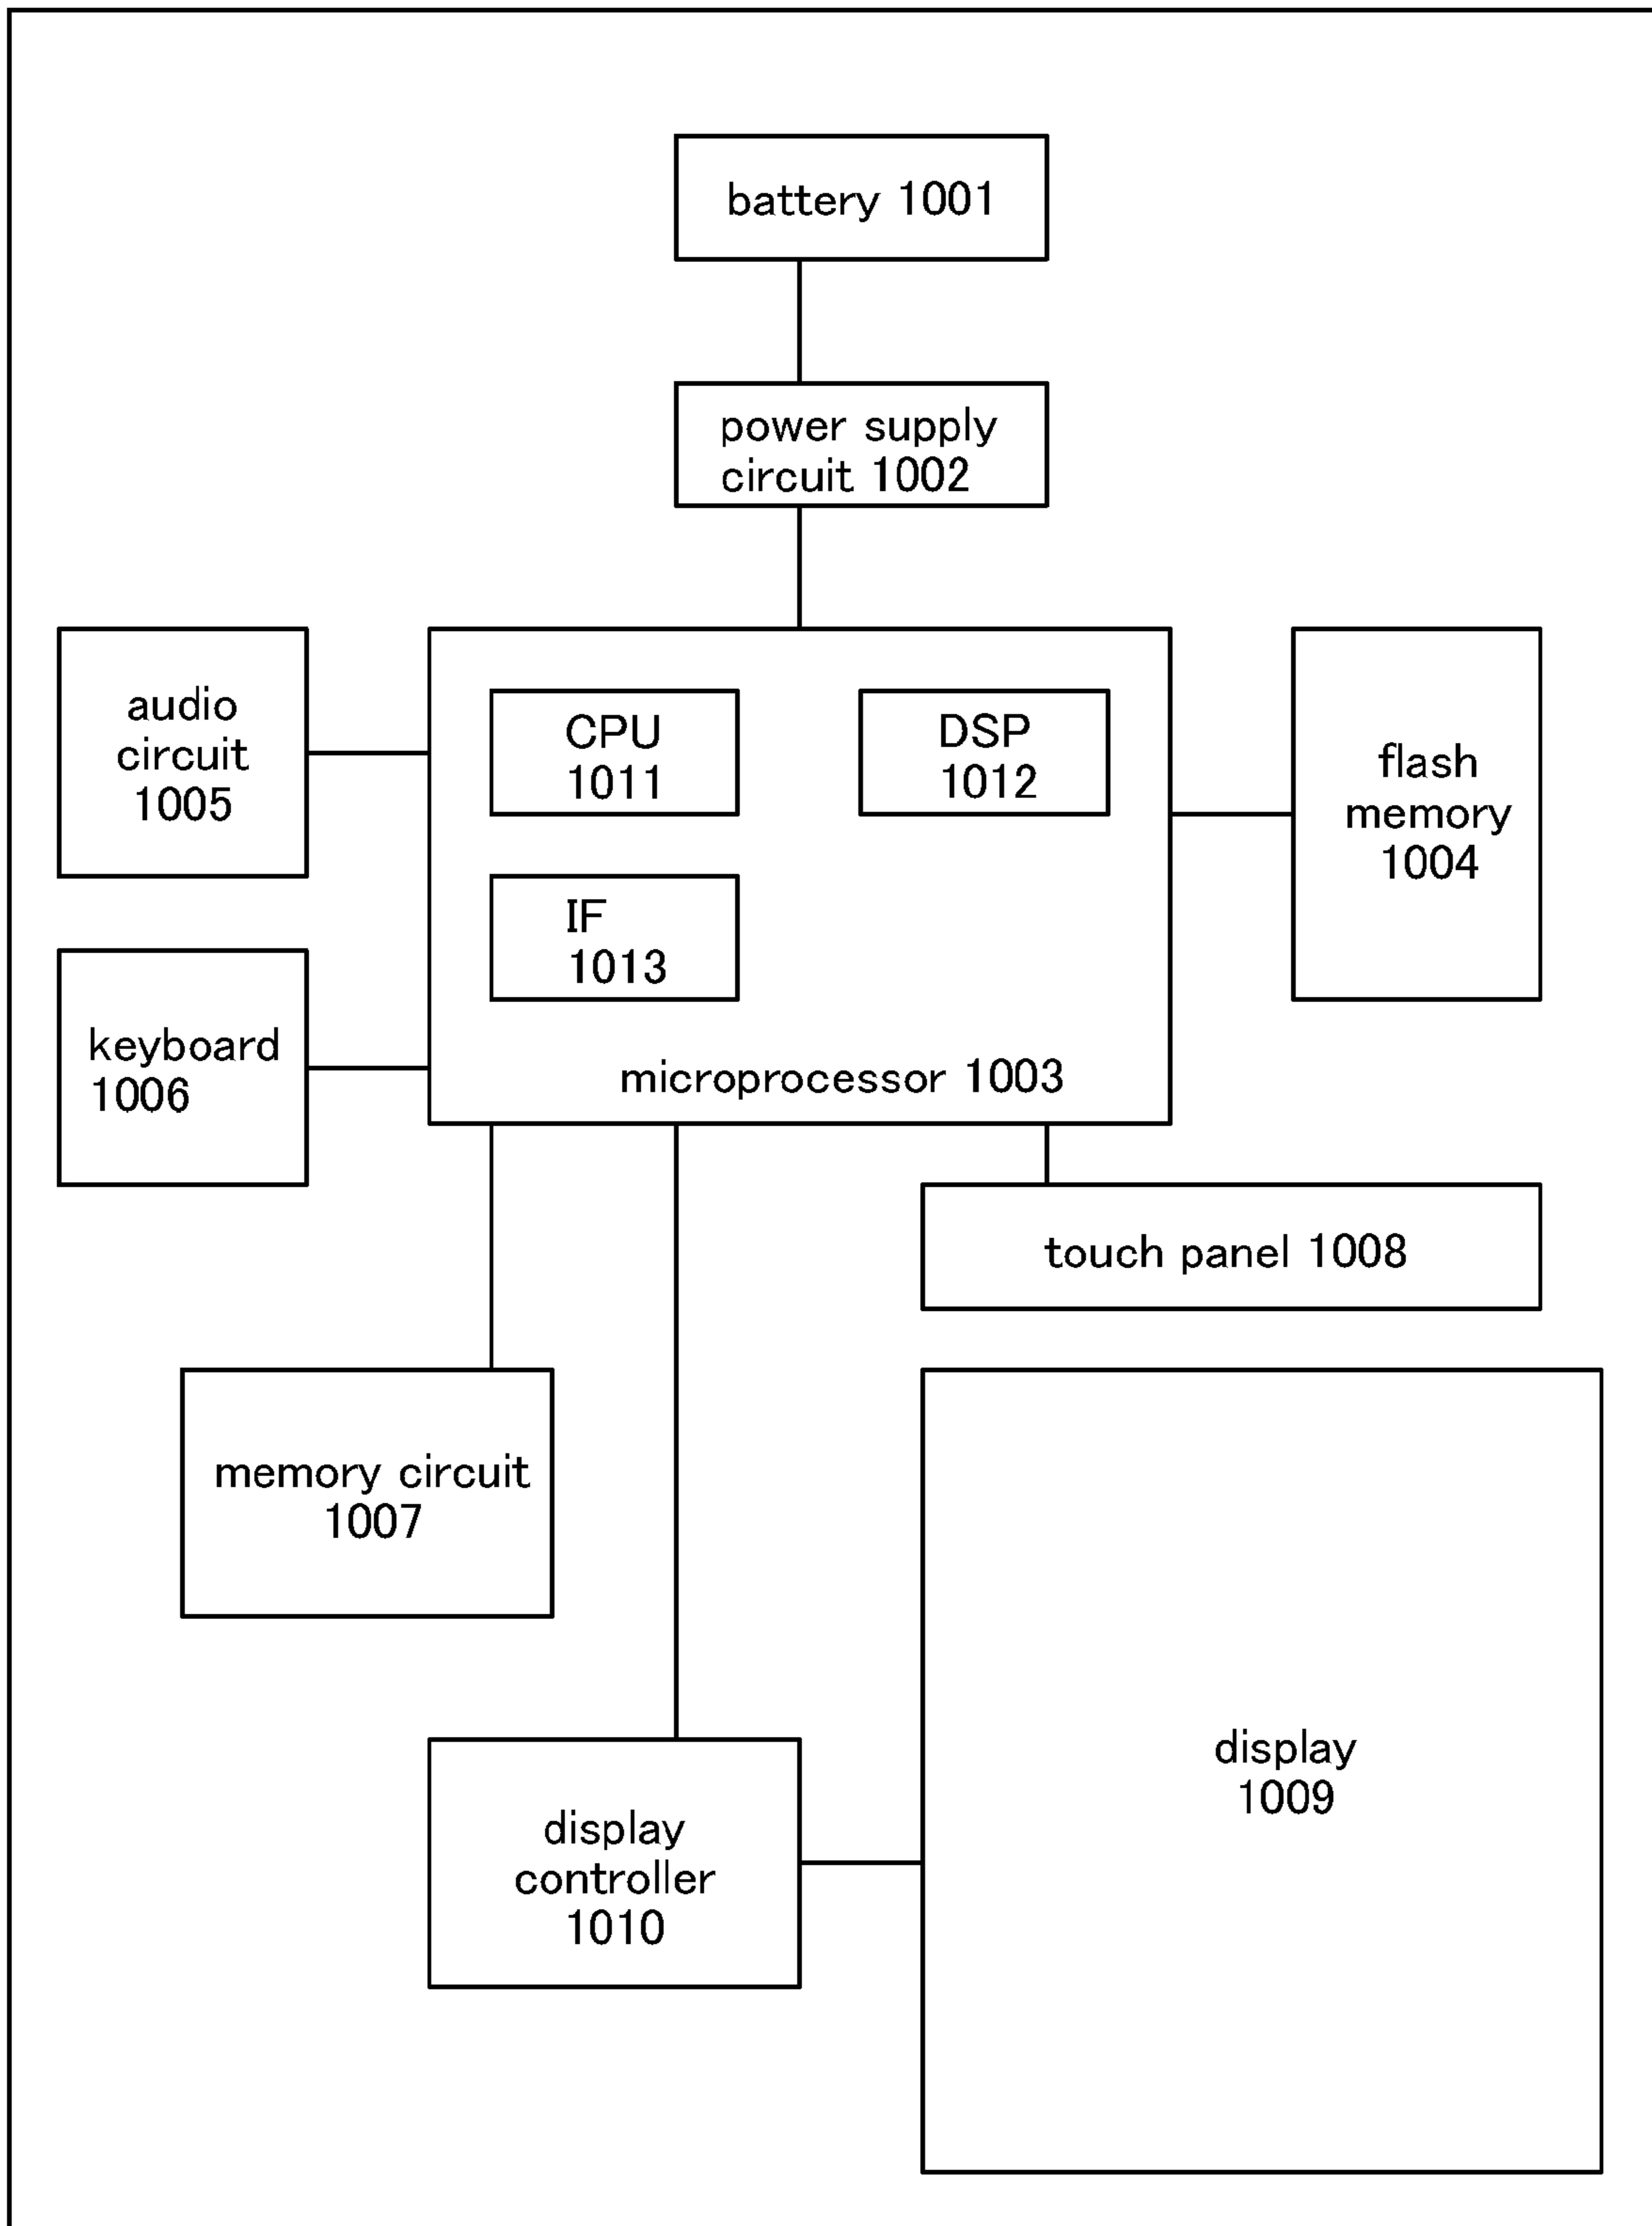 battery 1001
power supply
circuit 1002
audio
circuit
1005
CPU
1011
DSP
1012
flash
memory
1004
IF
1013
keyboard
1006
microprocessor 1003
touch panel 1008
memory circuit
1007
display
1009
display
controller
1010